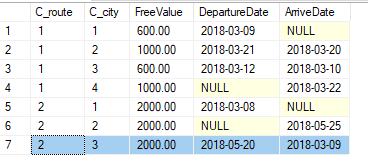 C_route C_city FreeValue DepartureDate ArriveDate
1 1 1 600.00 2018-03-09 NULL
2 1 2 1000.00 2018-03-21 2018-03-20
3 1 3 600.00 2018-03-12 2018-03-10
4 1 4 1000.00 NULL 2018-03-22
5 2 1 2000.00 2018-03-08 NULL
6 2 2 2000.00 NULL 2018-05-25
7 2 3 2000.00 2018-05-20 2018-03-09